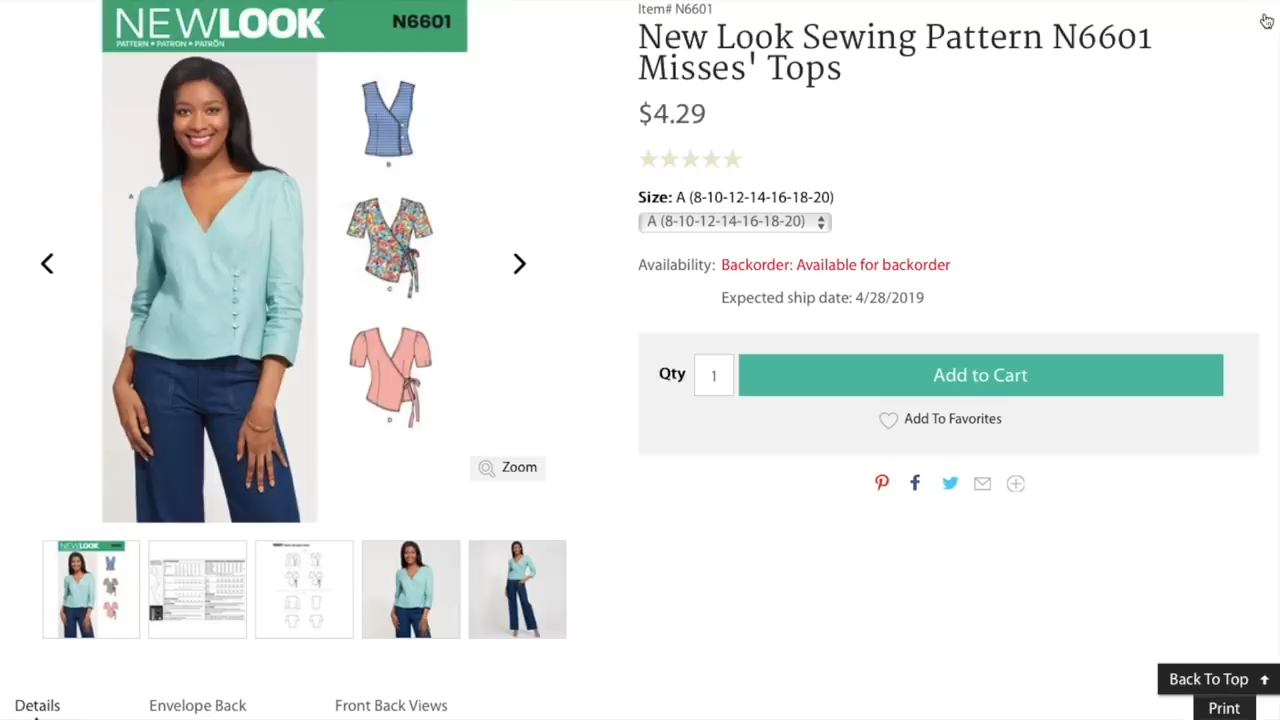 NEWLOOK
N6601
PATTERN • PATRON • PATRÓN
A
B
C
D
Zoom
Item# N6601
New Look Sewing Pattern N6601
Misses' Tops
$4.29
Size: A (8-10-12-14-16-18-20)
A (8-10-12-14-16-18-20)
Availability: Backorder: Available for backorder
Expected ship date: 4/28/2019
Qty 1 Add to Cart
Add To Favorites
NEWLOOK
Back To Top
Print
Details Envelope Back Front Back Views